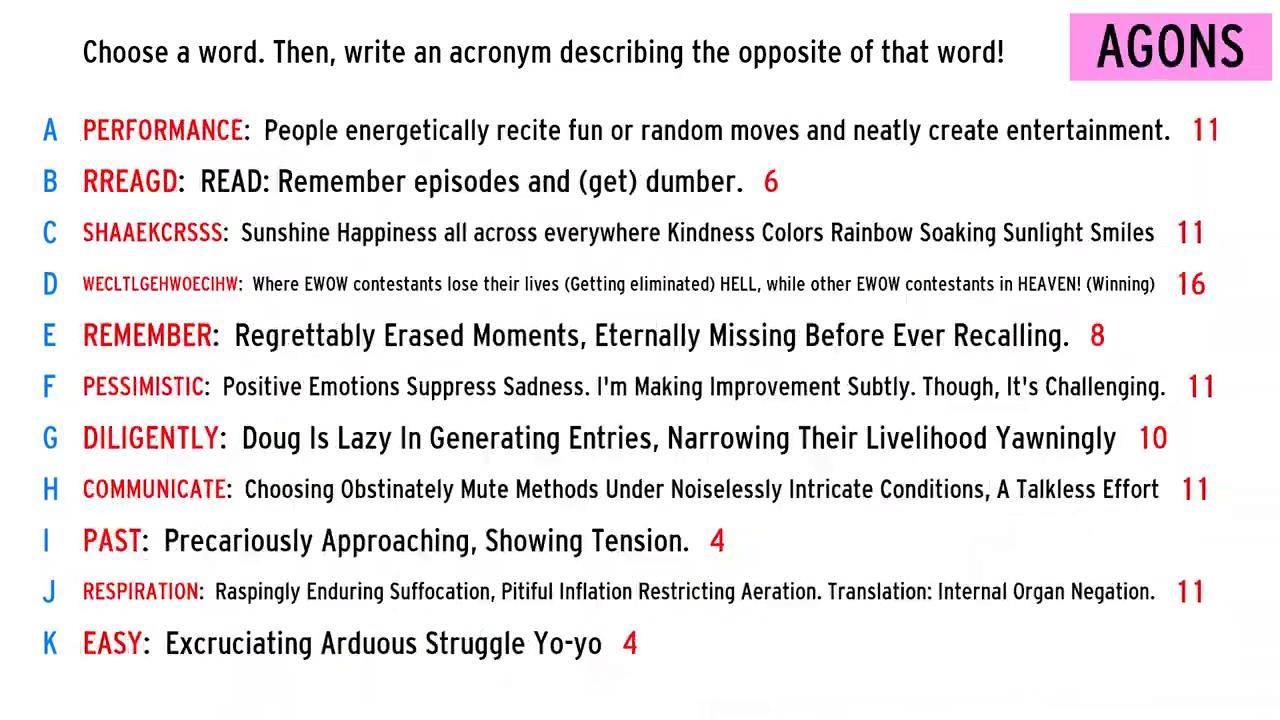 Choose a word. Then, write an acronym describing the opposite of that word!
AGONS
A PERFORMANCE: People energetically recite fun or random moves and neatly create entertainment. 11
B RREAGD: READ: Remember episodes and (get) dumber. 6
C SHAAEKCRSSS: Sunshine Happiness all across everywhere Kindness Colors Rainbow Soaking Sunlight Smiles 11
D WECLTLGEHWOECIHW: Where EWOW contestants lose their lives (Getting eliminated) HELL, while other EWOW contestants in HEAVEN! (Winning) 16
E REMEMBER: Regrettably Erased Moments, Eternally Missing Before Ever Recalling. 8
F PESSIMISTIC: Positive Emotions Suppress Sadness. I'm Making Improvement Subtly. Though, It's Challenging. 11
G DILIGENTLY: Doug Is Lazy In Generating Entries, Narrowing Their Livelihood Yawningly 10
H COMMUNICATE: Choosing Obstinately Mute Methods Under Noiselessly Intricate Conditions, A Talkless Effort 11
I PAST: Precariously Approaching, Showing Tension. 4
J RESPIRATION: Raspingly Enduring Suffocation, Pitiful Inflation Restricting Aeration. Translation: Internal Organ Negation. 11
K EASY: Excruciating Arduous Struggle Yo-yo 4